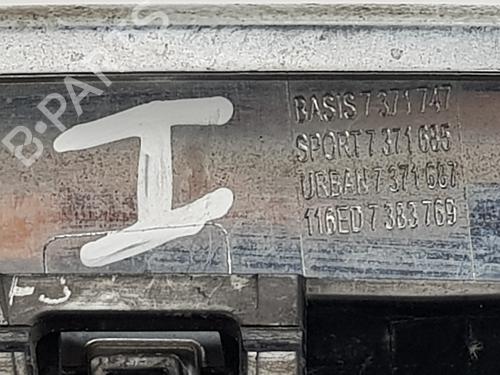 B-PARTS
I
BASIS 7 371 747
SPORT 7 371 685
URBAN 7 371 687
116ED 7 383 769